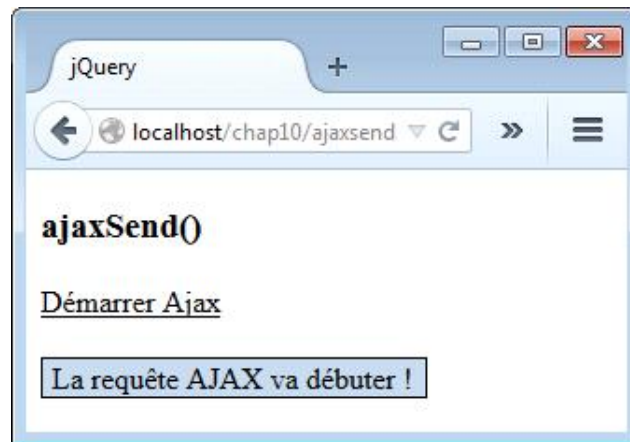 jQuery
localhost/chap10/ajaxsend
ajaxSend()
Démarrer Ajax
La requête AJAX va débuter !